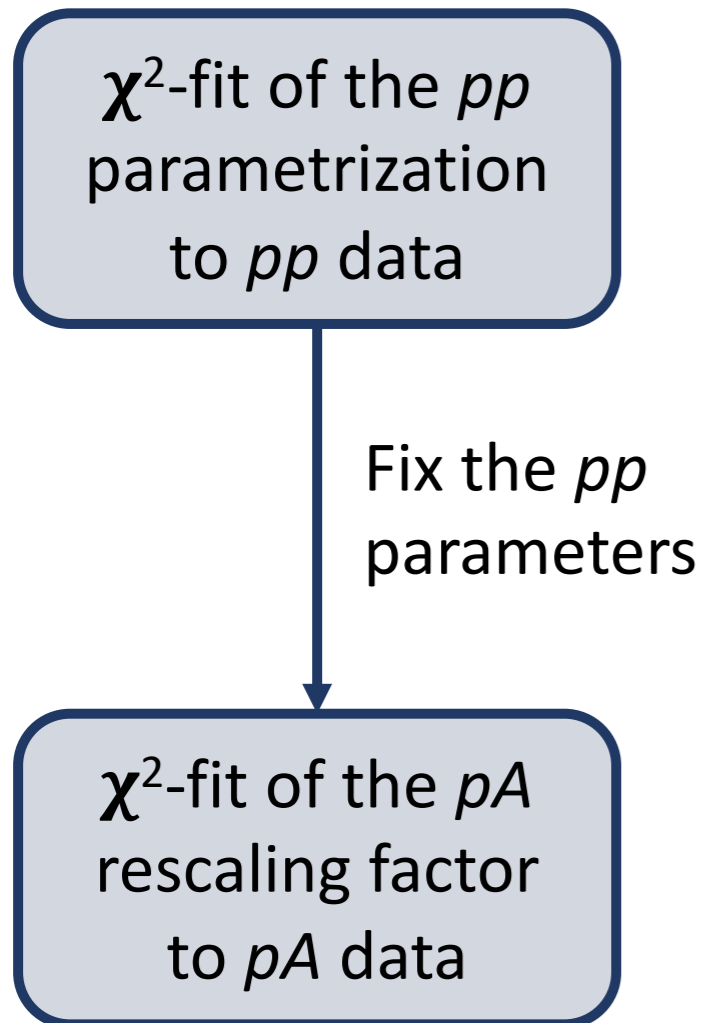 χ²-fit of the pp
parametrization
to pp data
Fix the pp
parameters
χ²-fit of the pA
rescaling factor
to pA data